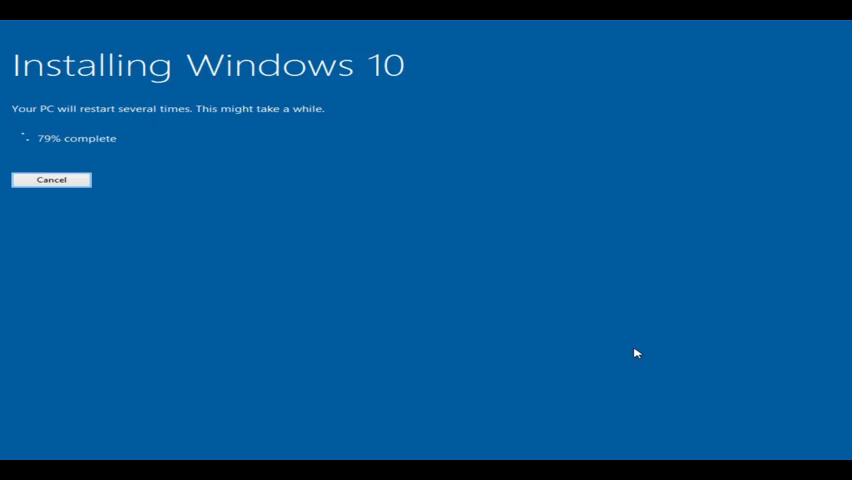 Installing Windows 10
Your PC will restart several times. This might take a while.
79% complete
Cancel